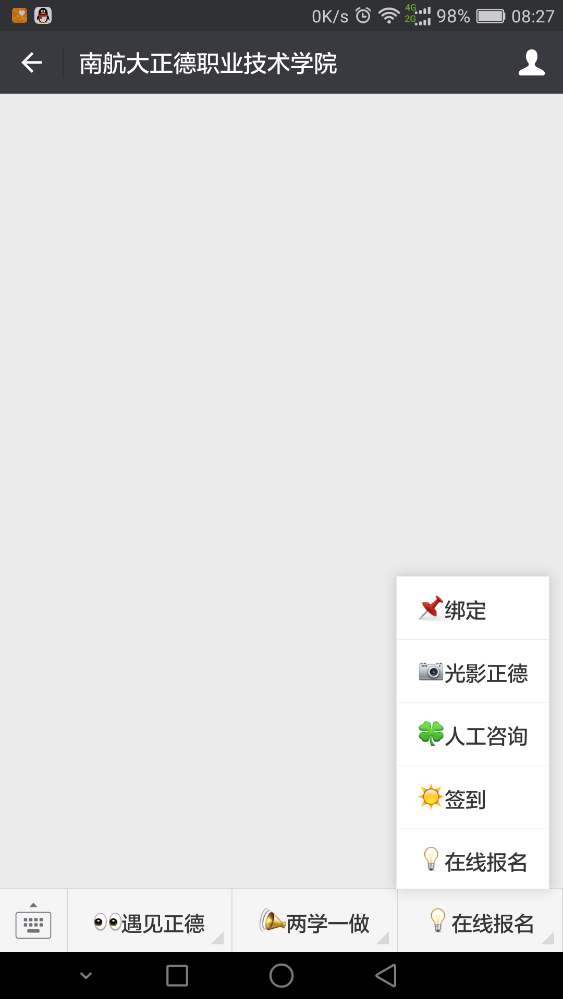 0K/s 4G 2G 98% 08:27
南航大正德职业技术学院
绑定
光影正德
人工咨询
签到
在线报名
遇见正德 两学一做 在线报名